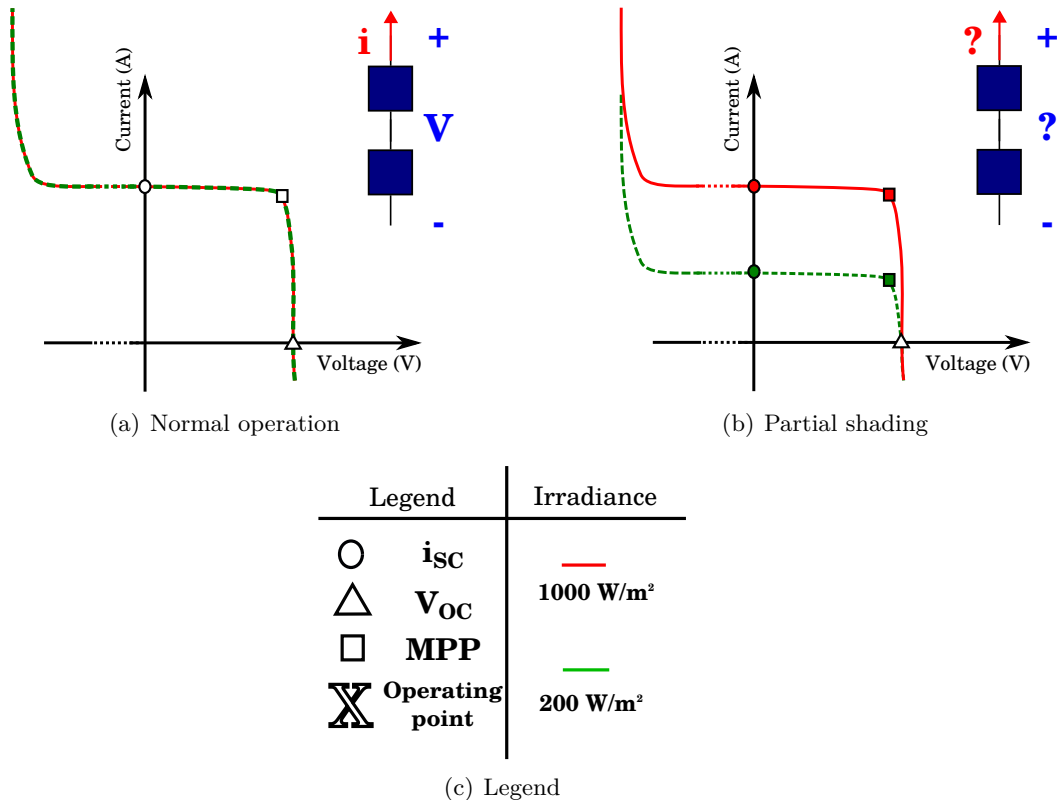 i
+
Current (A)
V
-
Voltage (V)
(a) Normal operation
?
+
Current (A)
?
-
Voltage (V)
(b) Partial shading
Legend
Irradiance
iSC
1000 W/m²
VOC
MPP
200 W/m²
X
Operating
point
(c) Legend